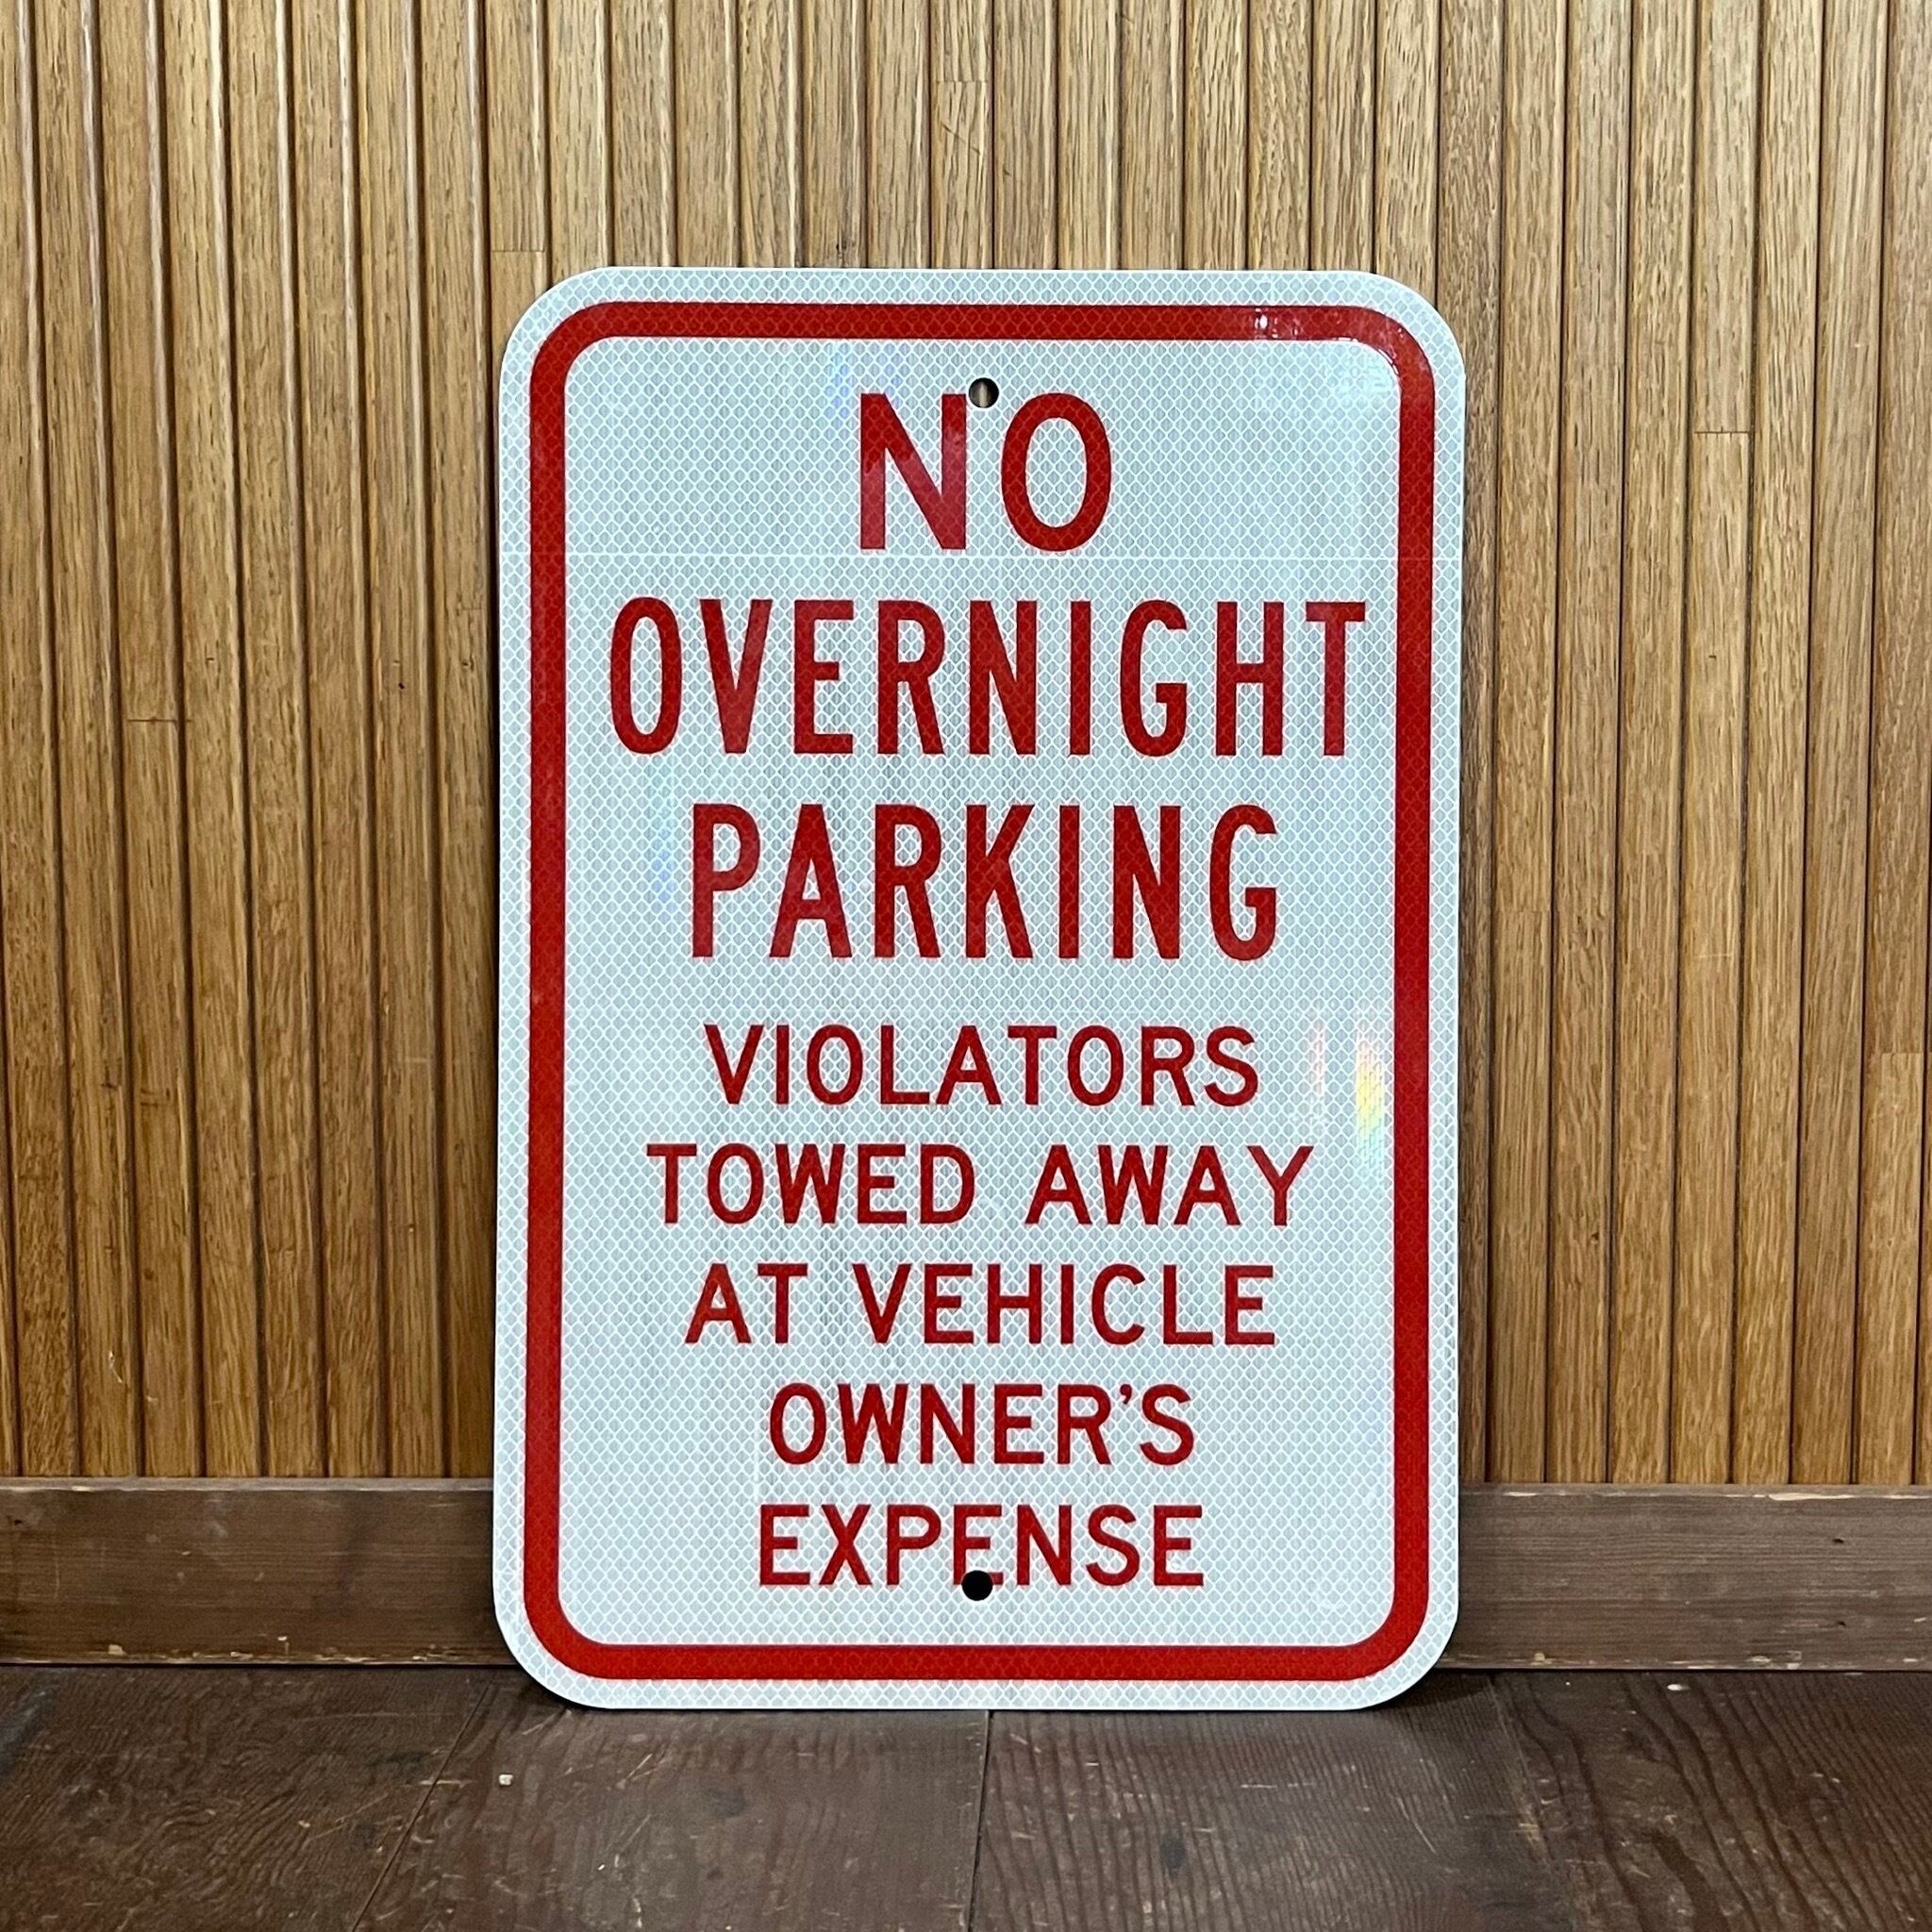 NO
OVERNIGHT
PARKING
VIOLATORS
TOWED AWAY
AT VEHICLE
OWNER'S
EXPENSE